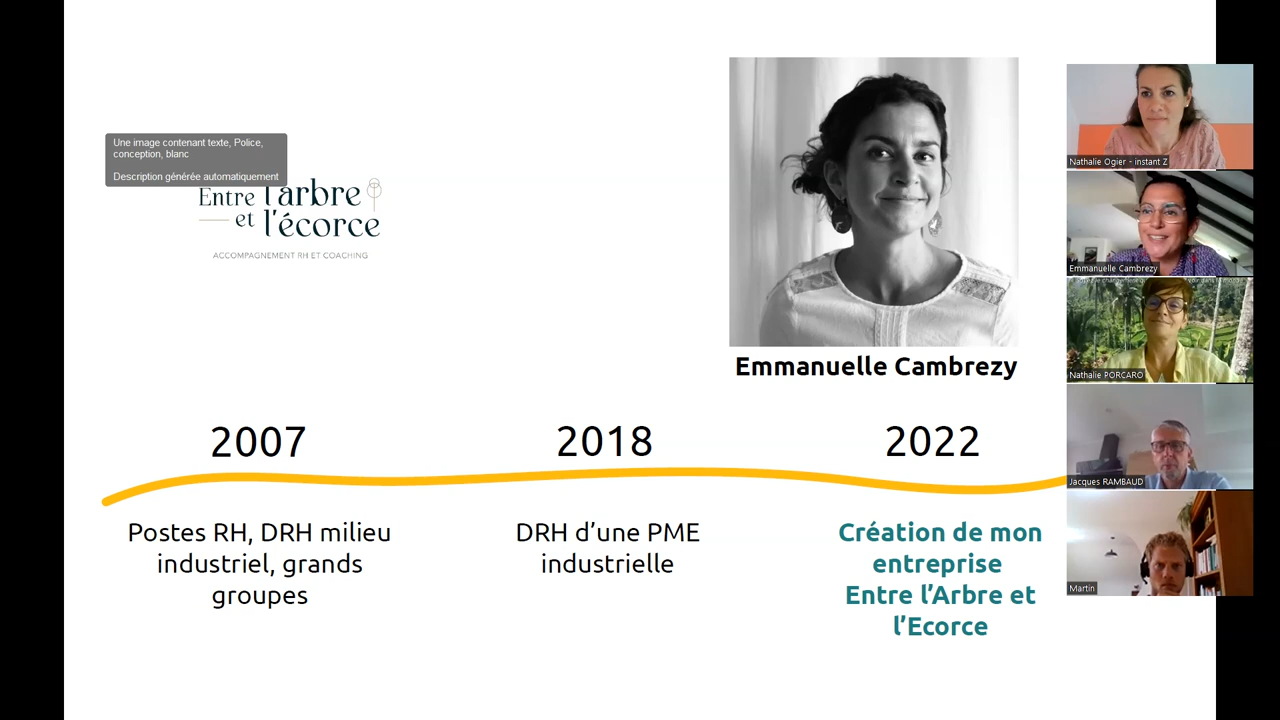 Une image contenant texte, Police,
conception, blanc
Description générée automatiquement
Entre l'arbre
et l'écorce
ACCOMPAGNEMENT RH ET COACHING
Emmanuelle Cambrezy
2007
2018
2022
Postes RH, DRH milieu
industriel, grands
groupes
DRH d’une PME
industrielle
Création de mon
entreprise
Entre l’Arbre et
l’Ecorce
Nathalie Ogier - instant Z
Emmanuelle Cambrezy
Nathalie PORCARO
Jacques RAMBAUD
Martin